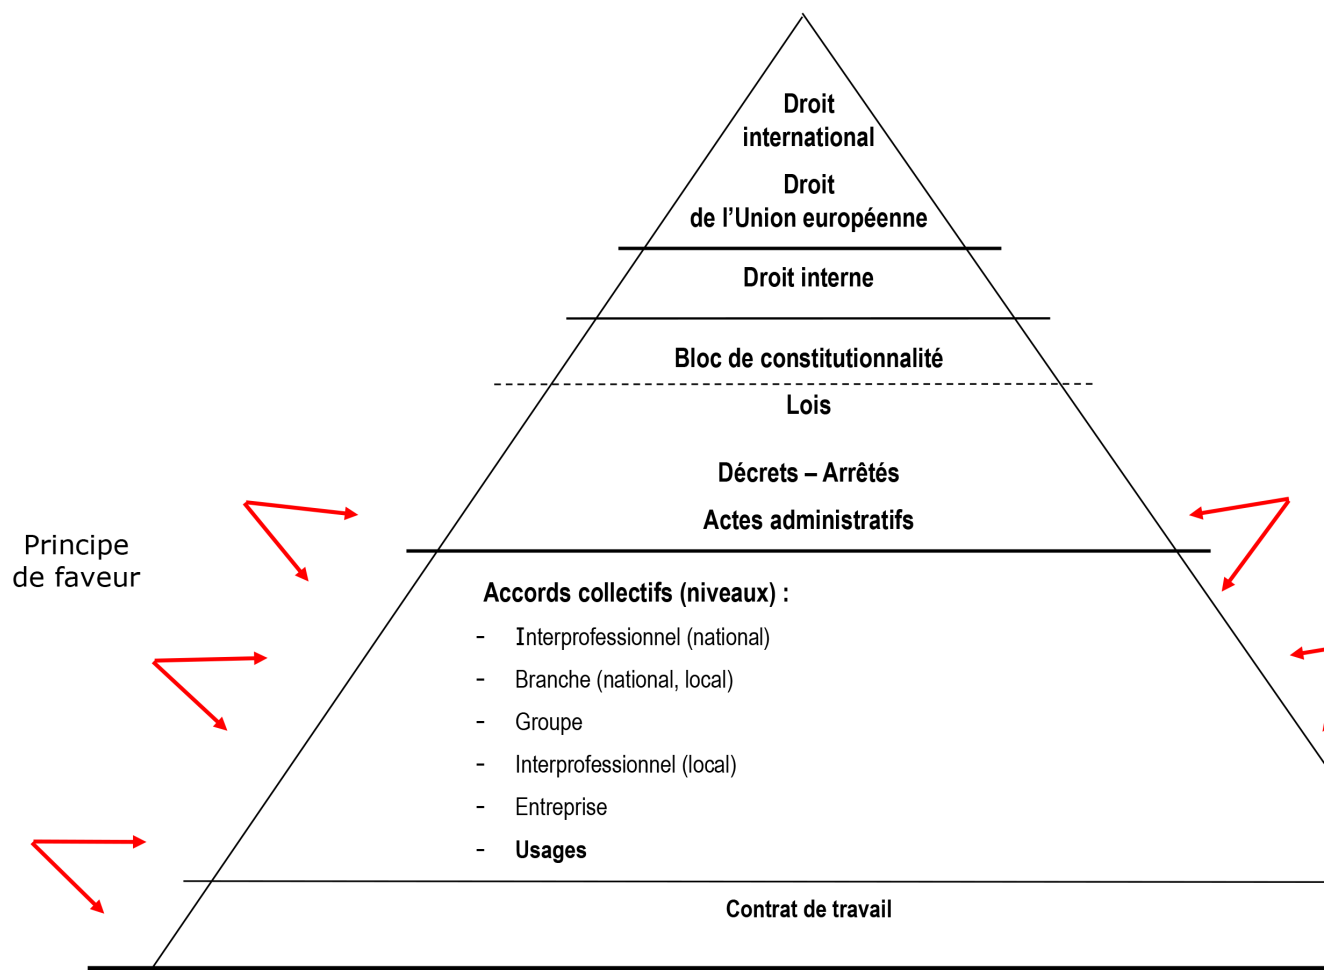 Droit
international
Droit
de l’Union européenne
Droit interne
Bloc de constitutionnalité
Lois
Décrets – Arrêtés
Actes administratifs
Principe
de faveur
Accords collectifs (niveaux) :
- Interprofessionnel (national)
- Branche (national, local)
- Groupe
- Interprofessionnel (local)
- Entreprise
- Usages
Contrat de travail